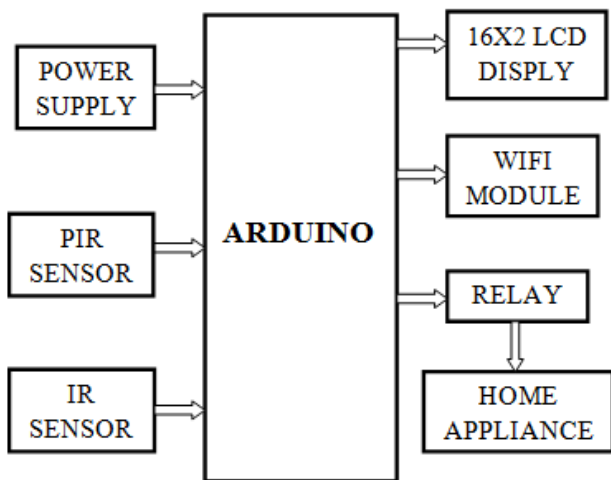 POWER
SUPPLY
PIR
SENSOR
IR
SENSOR
ARDUINO
16X2 LCD
DISPLY
WIFI
MODULE
RELAY
HOME
APPLIANCE